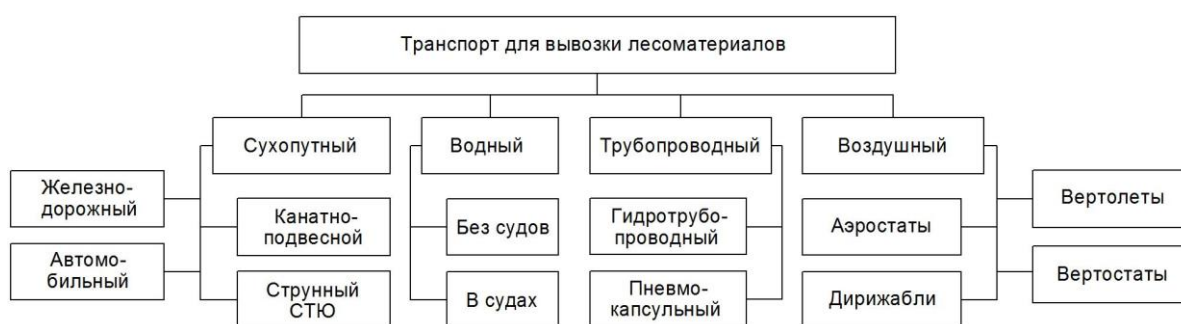 Транспорт для вывозки лесоматериалов
Сухопутный
Железно-
дорожный
Автомо-
бильный
Канатно-
подвесной
Струнный
СТЮ
Водный
Без судов
В судах
Трубопроводный
Гидротрубо-
проводный
Пневмо-
капсульный
Воздушный
Аэростаты
Дирижабли
Вертолеты
Вертостаты